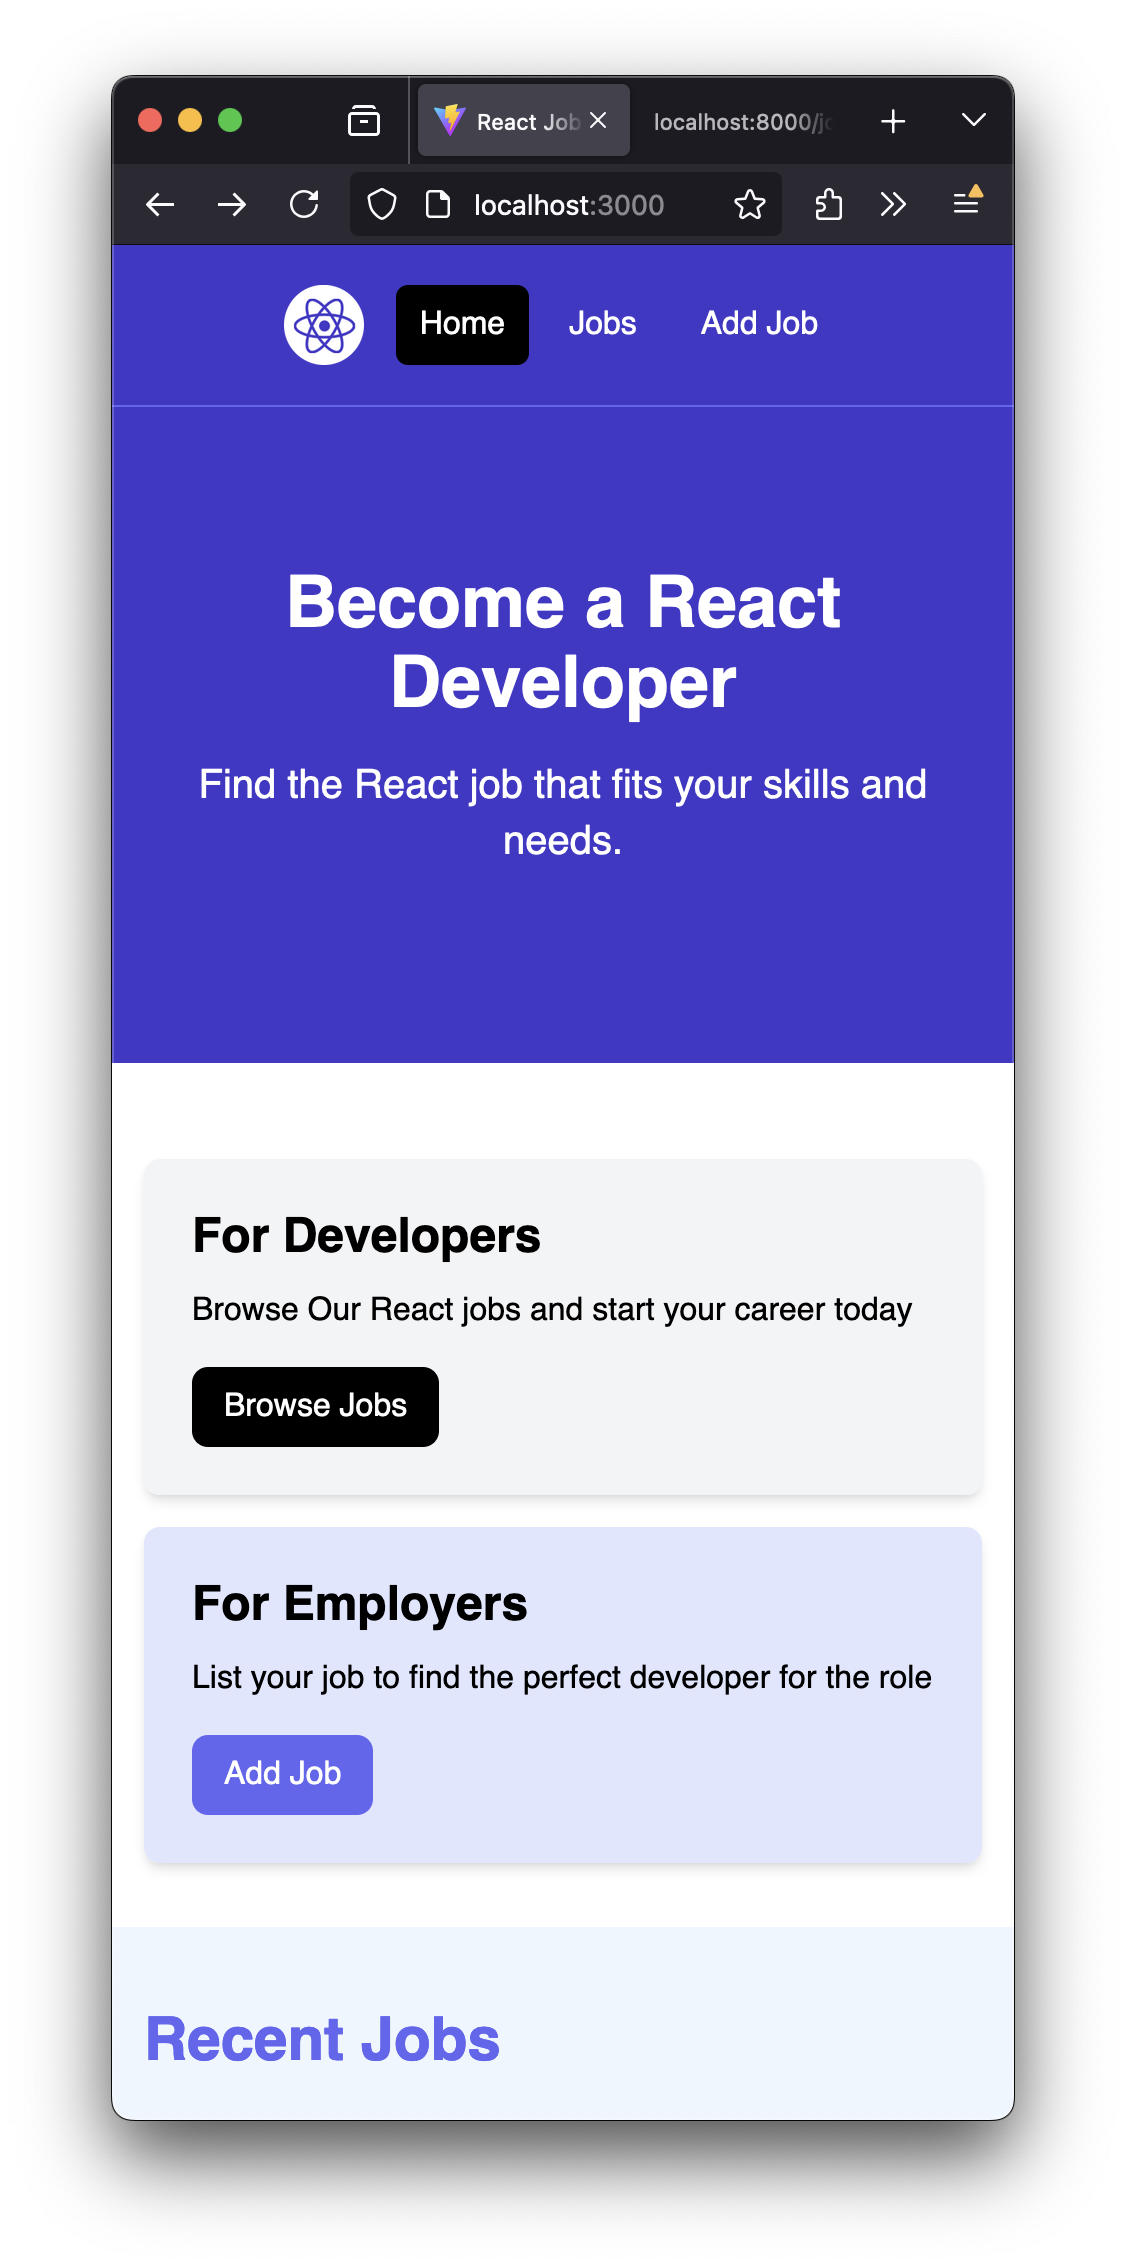 React Job
localhost:8000/jo
localhost:3000
Home
Jobs
Add Job
Become a React
Developer
Find the React job that fits your skills and
needs.
For Developers
Browse Our React jobs and start your career today
Browse Jobs
For Employers
List your job to find the perfect developer for the role
Add Job
Recent Jobs